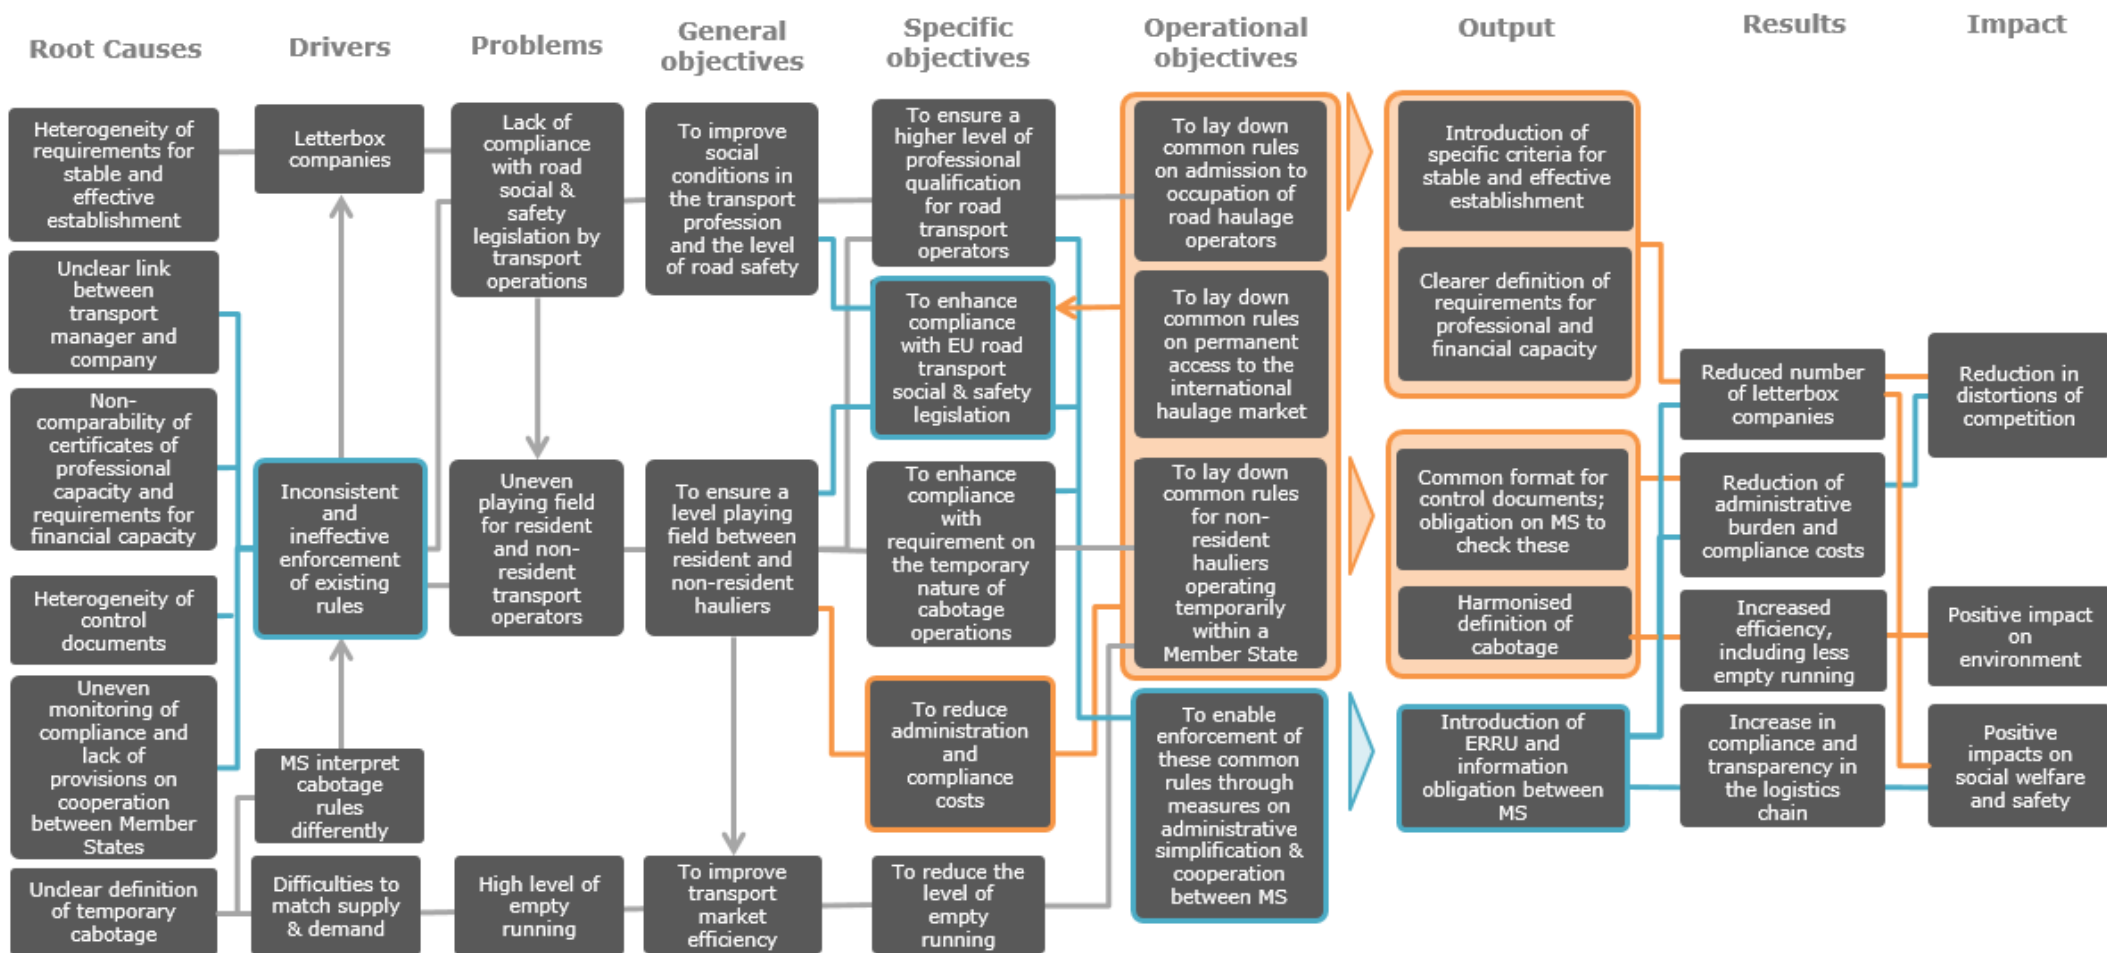 Root Causes
Drivers
Problems
General
objectives
Specific
objectives
Operational
objectives
Output
Results
Impact
Heterogeneity of
requirements for
stable and
effective
establishment
Unclear link
between
transport
manager and
company
Non-
comparability of
certificates of
professional
capacity and
requirements for
financial capacity
Heterogeneity of
control
documents
Uneven
monitoring of
compliance and
lack of
provisions on
cooperation
between Member
States
Unclear definition
of temporary
cabotage
Letterbox
companies
Inconsistent
and
ineffective
enforcement
of existing
rules
MS interpret
cabotage
rules
differently
Difficulties to
match supply
& demand
Lack of
compliance
with road
social &
safety
legislation by
transport
operations
Uneven
playing field
for resident
and non-
resident
transport
operators
High level of
empty
running
To improve
social
conditions in
the transport
profession
and the level
of road safety
To ensure a
level playing
field between
resident and
non-resident
hauliers
To improve
transport
market
efficiency
To ensure a
higher level of
professional
qualification
for road
transport
operators
To enhance
compliance
with EU road
transport
social & safety
legislation
To enhance
compliance
with
requirement on
the temporary
nature of
cabotage
operations
To reduce
administration
and
compliance
costs
To reduce the
level of
empty
running
To lay down
common rules
on admission to
occupation of
road haulage
operators
To lay down
common rules
on permanent
access to the
international
haulage market
To lay down
common rules
for non-
resident
hauliers
operating
temporarily
within a
Member State
To enable
enforcement of
these common
rules through
measures on
administrative
simplification &
cooperation
between MS
Introduction of
specific criteria for
stable and effective
establishment
Clearer definition of
requirements for
professional and
financial capacity
Common format for
control documents;
obligation on MS to
check these
Harmonised
definition of
cabotage
Introduction of
ERRU and
information
obligation between
MS
Reduced number
of letterbox
companies
Reduction of
administrative
burden and
compliance costs
Increased
efficiency,
including less
empty running
Increase in
compliance and
transparency in
the logistics
chain
Reduction in
distortions of
competition
Positive impact
on
environment
Positive
impacts on
social welfare
and safety